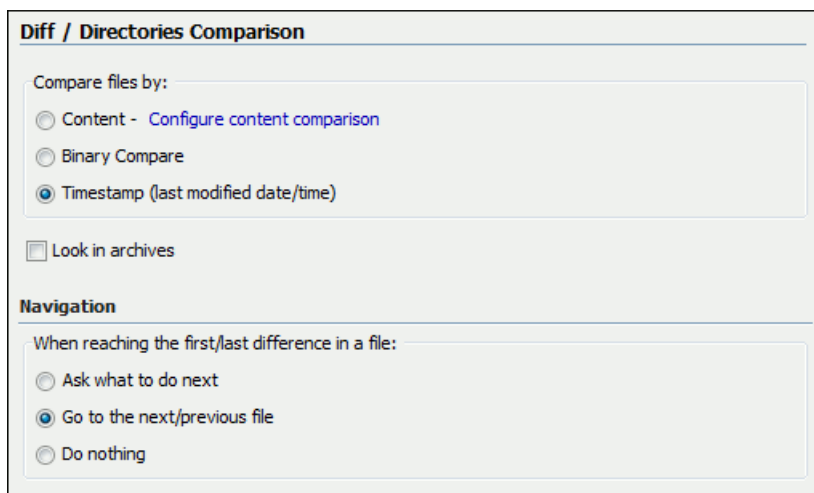 Diff / Directories Comparison
Compare files by:
Content - Configure content comparison
Binary Compare
Timestamp (last modified date/time)
Look in archives
Navigation
When reaching the first/last difference in a file:
Ask what to do next
Go to the next/previous file
Do nothing